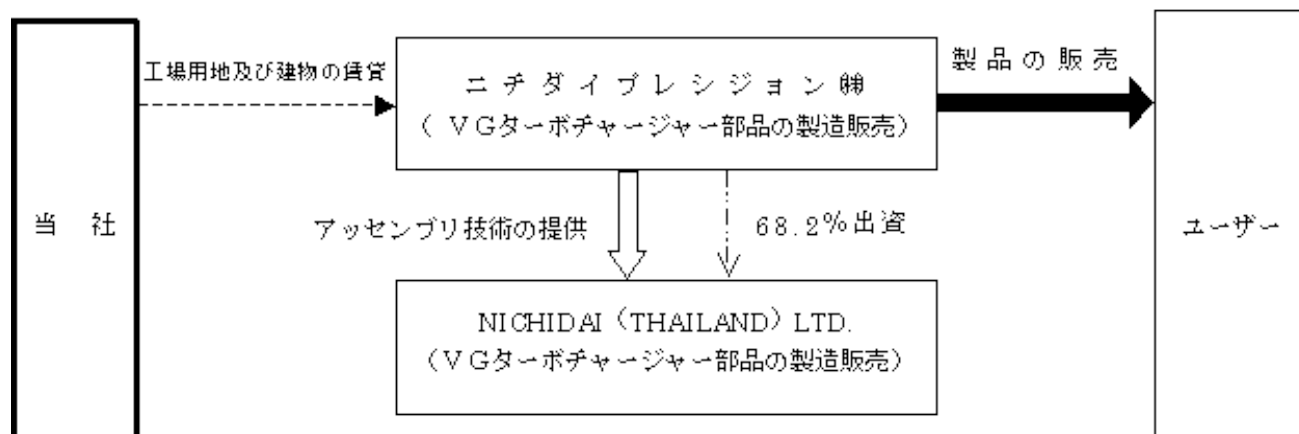 当 社
工場用地及び建物の賃貸
ニチダイプレシジョン㈱
（ＶＧターボチャージャー部品の製造販売）
製品の販売
アッセンブリ技術の提供
68.2％出資
ユーザー
NICHIDAI（THAILAND）LTD.
（ＶＧターボチャージャー部品の製造販売）